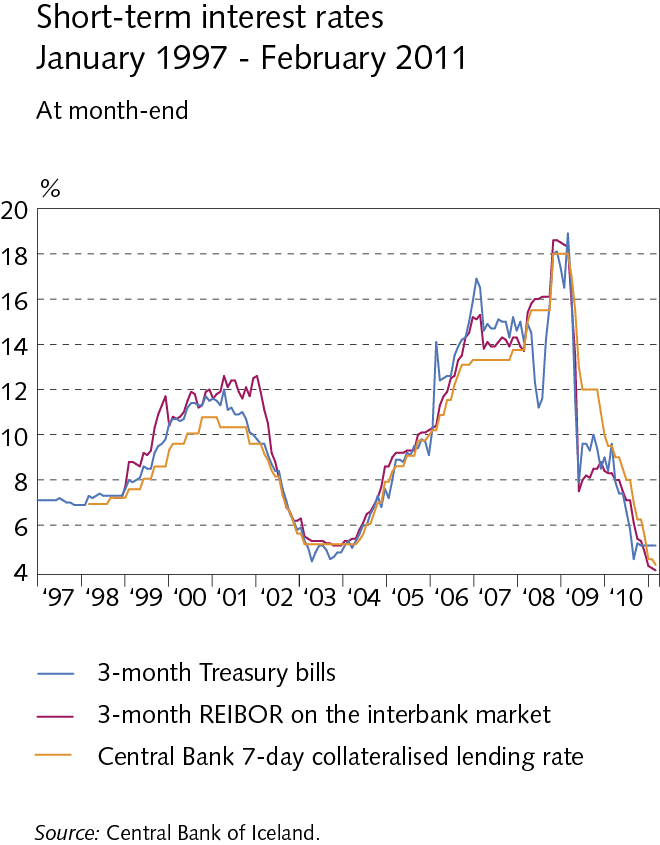 Short-term interest rates
January 1997 - February 2011
At month-end
%
20
18
16
14
12
10
8
6
4
‘97 ‘98 ‘99 ‘00 ‘01 ‘02 ‘03 ‘04 ‘05 ‘06 ‘07 ‘08 ‘09 ‘10
3-month Treasury bills
3-month REIBOR on the interbank market
Central Bank 7-day collateralised lending rate
Source: Central Bank of Iceland.